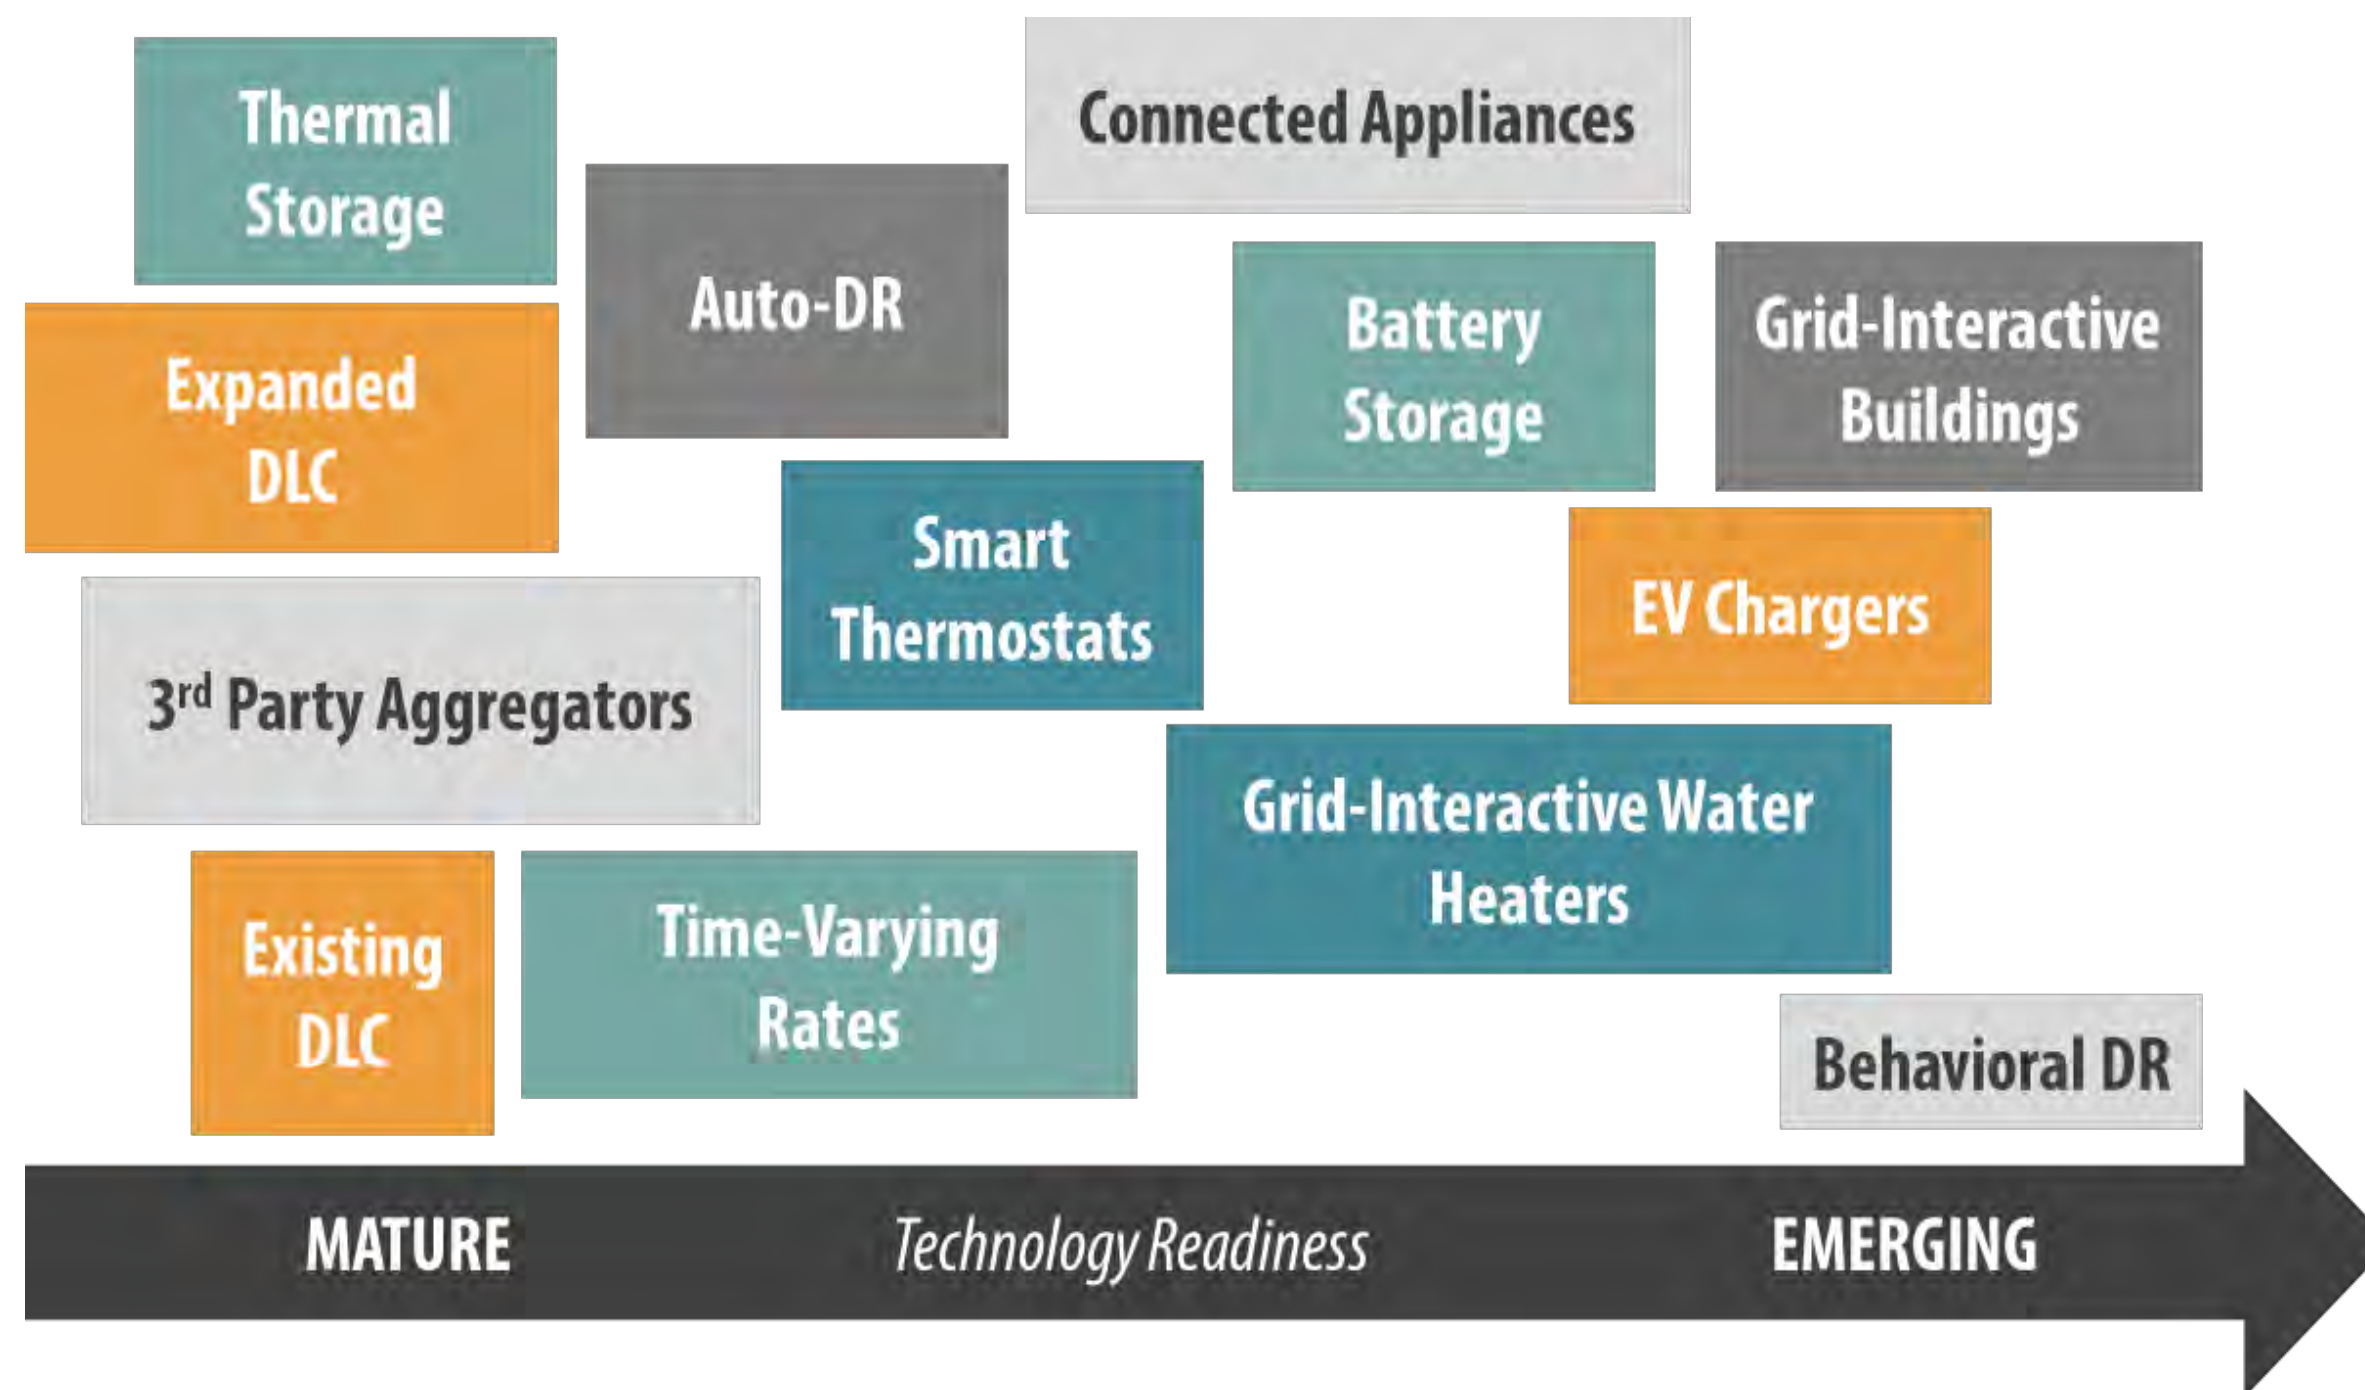 Thermal
Storage
Connected Appliances
Auto-DR
Battery
Storage
Grid-Interactive
Buildings
Expanded
DLC
Smart
Thermostats
EV Chargers
3rd Party Aggregators
Grid-Interactive Water
Heaters
Existing
DLC
Time-Varying
Rates
Behavioral DR
MATURE
Technology Readiness
EMERGING